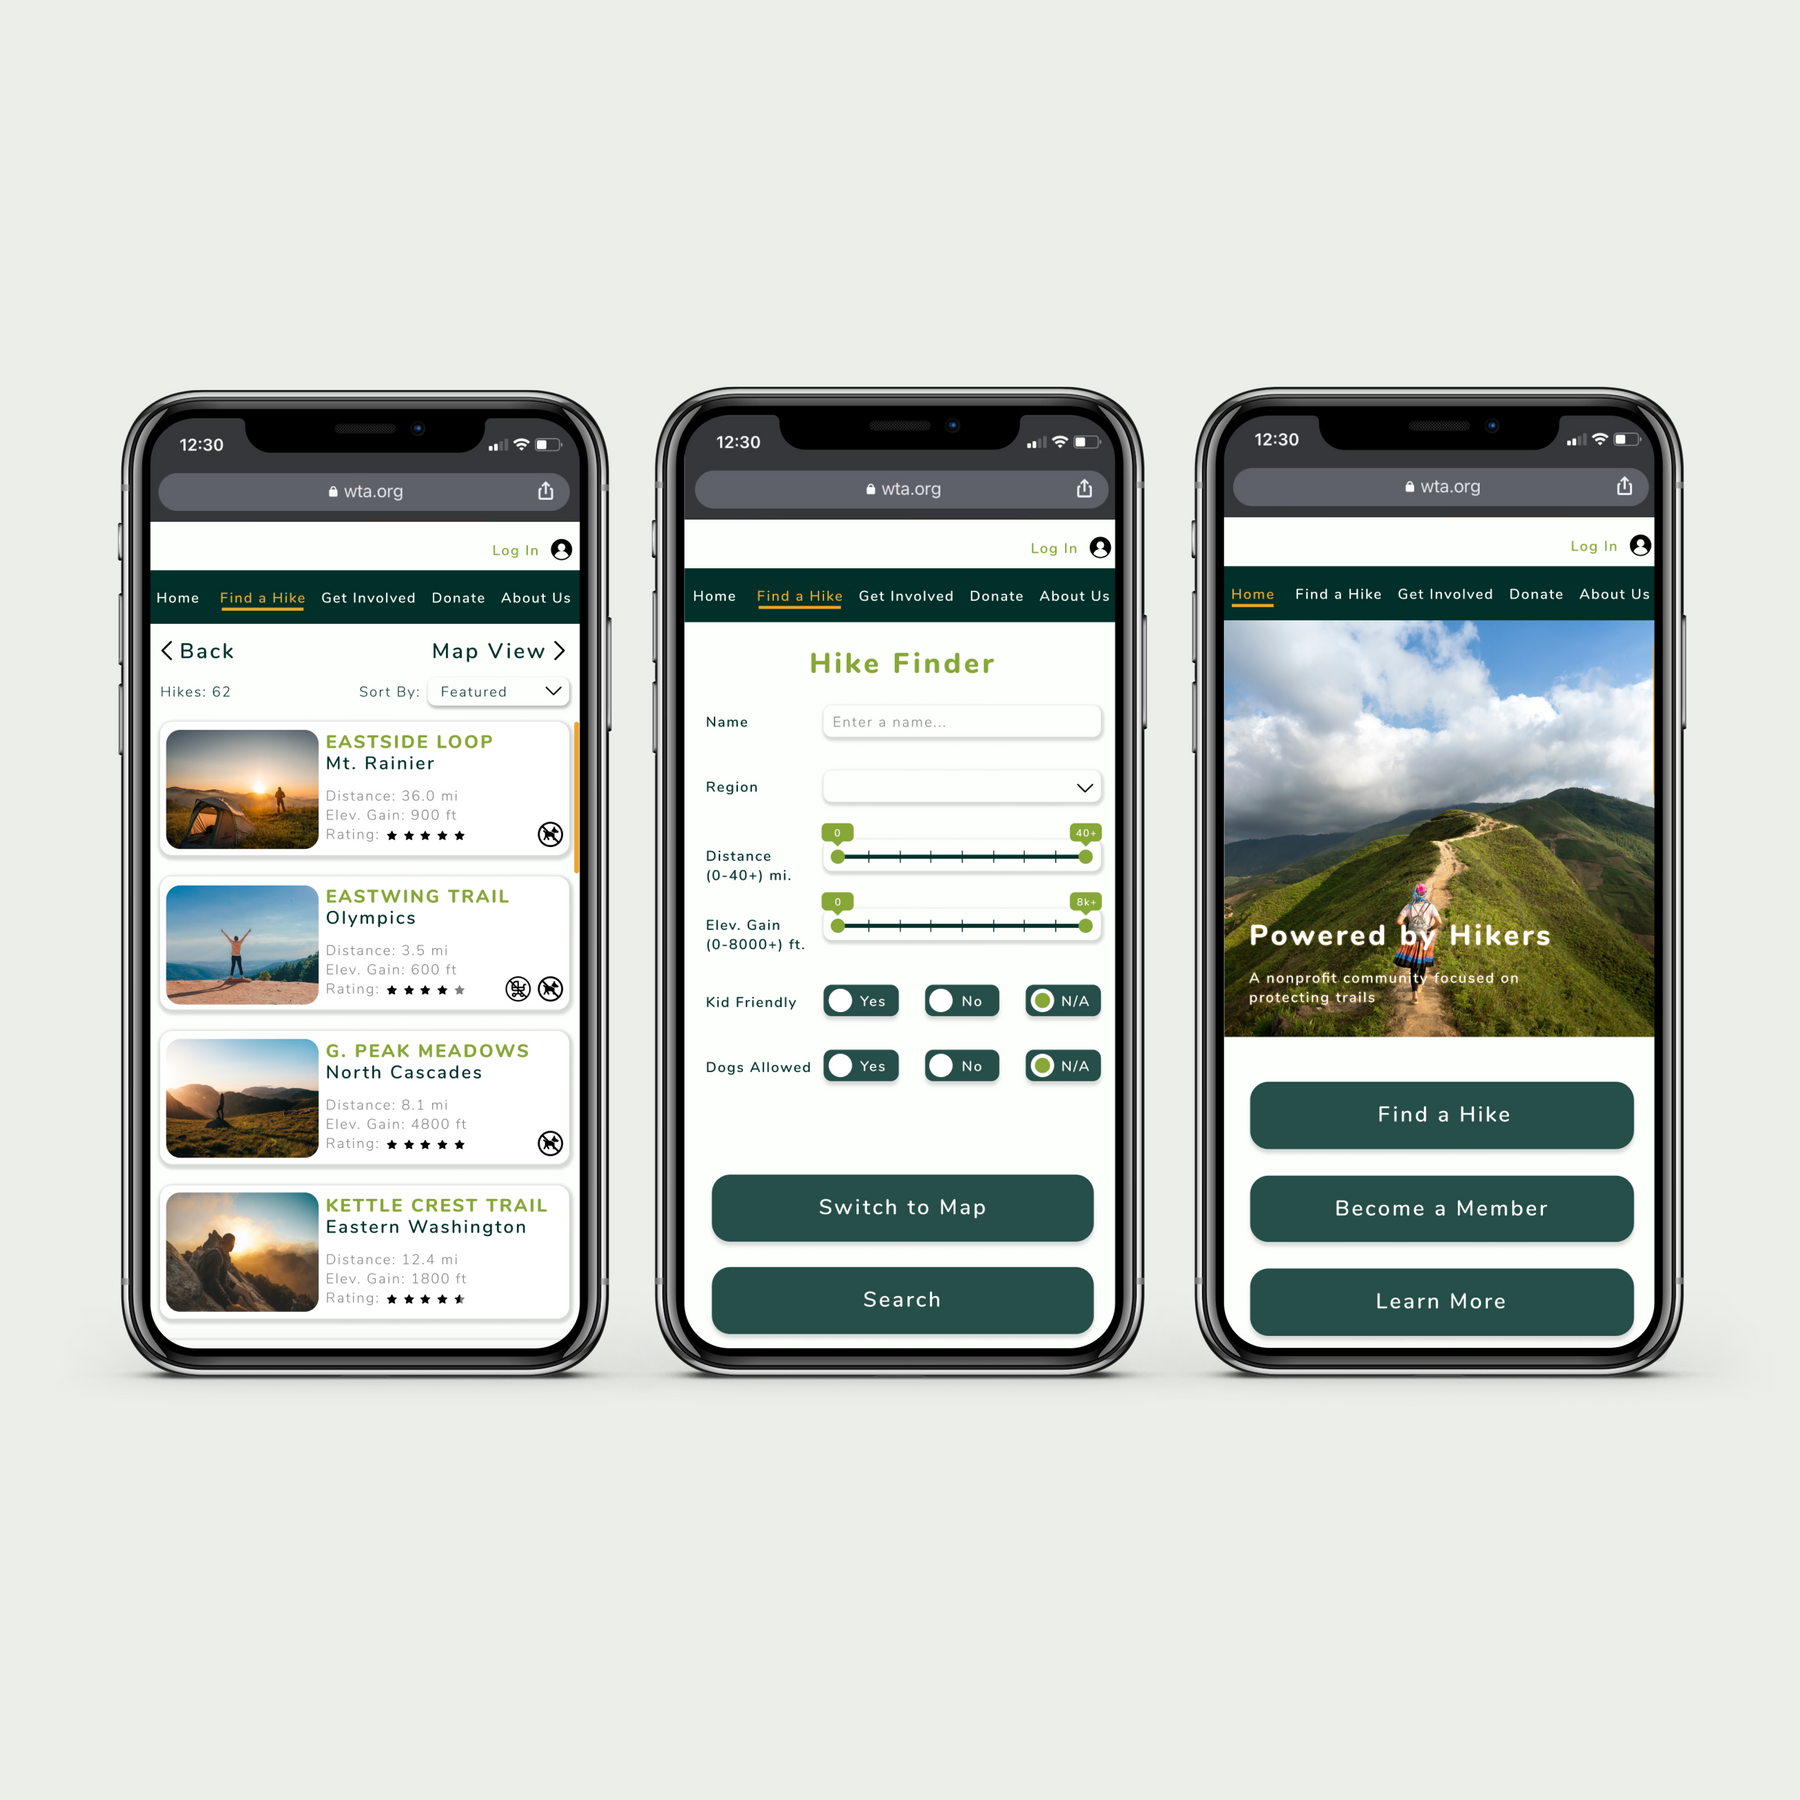 12:30
wta.org
Log In
Home Find a Hike Get Involved Donate About Us
Back Map View
Hikes: 62 Sort By: Featured
EASTSIDE LOOP
Mt. Rainier
Distance: 36.0 mi
Elev. Gain: 900 ft
Rating:
EASTWING TRAIL
Olympics
Distance: 3.5 mi
Elev. Gain: 600 ft
Rating:
G. PEAK MEADOWS
North Cascades
Distance: 8.1 mi
Elev. Gain: 4800 ft
Rating:
KETTLE CREST TRAIL
Eastern Washington
Distance: 12.4 mi
Elev. Gain: 1800 ft
Rating:
12:30
wta.org
Log In
Home Find a Hike Get Involved Donate About Us
Hike Finder
Name Enter a name...
Region
0 40+
Distance
(0-40+) mi.
0 8k+
Elev. Gain
(0-8000+) ft.
Kid Friendly Yes No N/A
Dogs Allowed Yes No N/A
Switch to Map
Search
12:30
wta.org
Log In
Home Find a Hike Get Involved Donate About Us
Powered by Hikers
A nonprofit community focused on
protecting trails
Find a Hike
Become a Member
Learn More